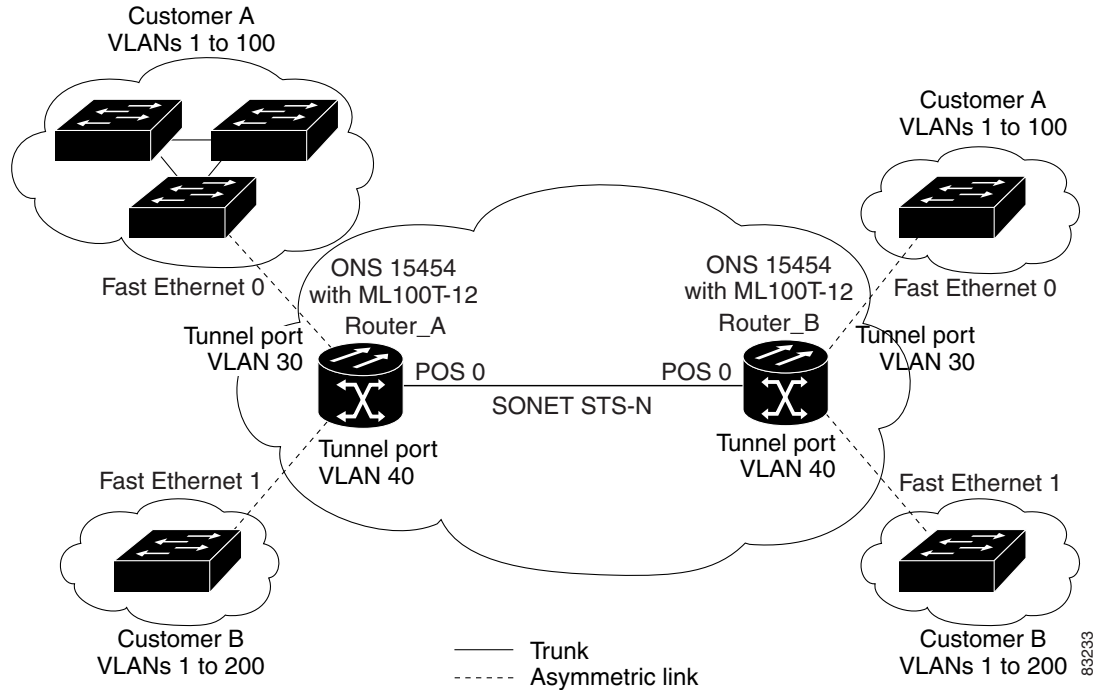 Customer A
VLANs 1 to 100
Customer A
VLANs 1 to 100
Fast Ethernet 0
ONS 15454
with ML100T-12
Router_A
Tunnel port
VLAN 30
ONS 15454
with ML100T-12
Router_B
Fast Ethernet 0
Tunnel port
VLAN 30
POS 0
POS 0
SONET STS-N
Tunnel port
VLAN 40
Tunnel port
VLAN 40
Fast Ethernet 1
Fast Ethernet 1
Customer B
VLANs 1 to 200
Customer B
VLANs 1 to 200
Trunk
Asymmetric link
83233